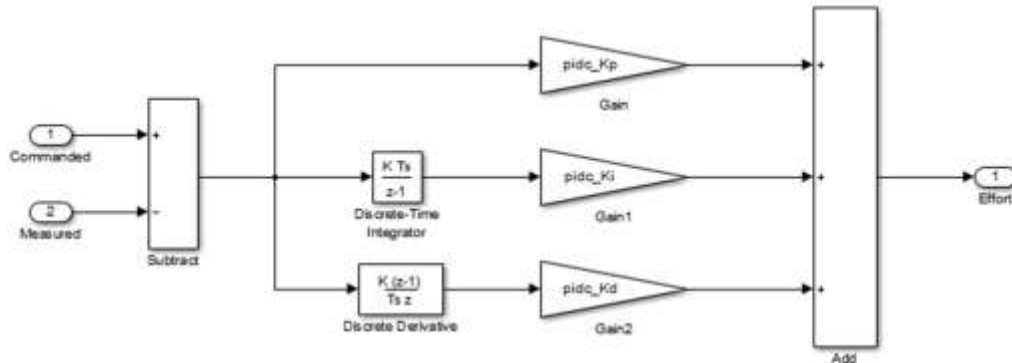 pidc_Kp
+
Gain
1
+
Commanded
K Ts
z-1
pidc_Ki
+
1
Effort
2
−
Measured
Discrete-Time
Integrator
Gain1
Subtract
K (z-1)
Ts z
pidc_Kd
+
Discrete Derivative
Gain2
Add